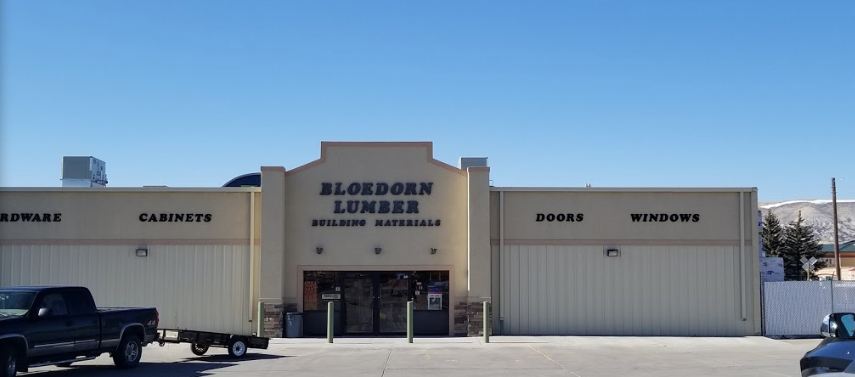 RDWARE
CABINETS
BLOEDORN
LUMBER
BUILDING MATERIALS
DOORS
WINDOWS